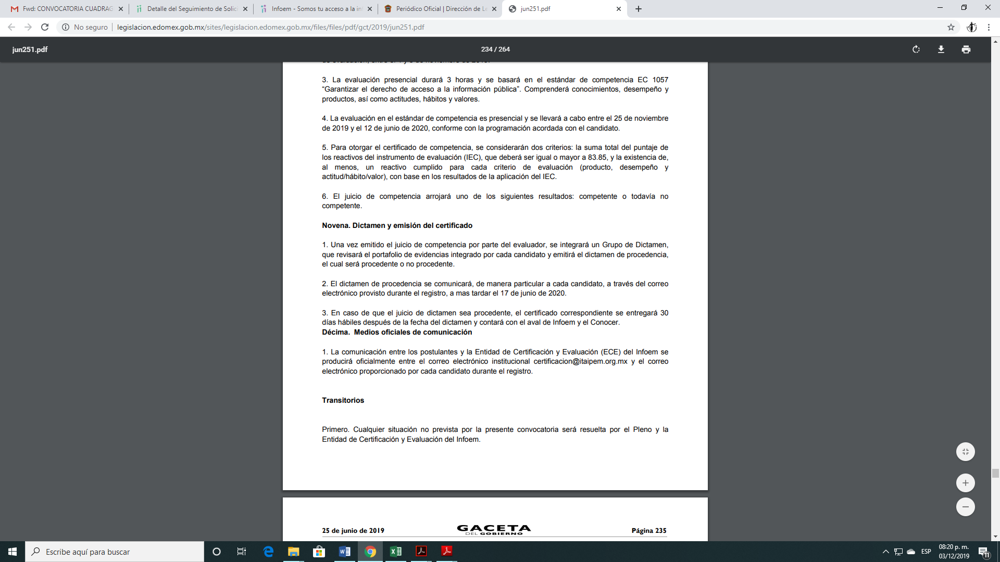 Fwd: CONVOCATORIA CUADRAG
Detalle del Seguimiento de Solici
Infoem - Somos tu acceso a la in
Periódico Oficial | Dirección de Le
jun251.pdf
No seguro
legislacion.edomex.gob.mx/sites/legislacion.edomex.gob.mx/files/files/pdf/gct/2019/jun251.pdf
jun251.pdf
234 / 264
3. La evaluación presencial durará 3 horas y se basará en el estándar de competencia EC 1057
“Garantizar el derecho de acceso a la información pública”. Comprenderá conocimientos, desempeño y
productos, así como actitudes, hábitos y valores.
4. La evaluación en el estándar de competencia es presencial y se llevará a cabo entre el 25 de noviembre
de 2019 y el 12 de junio de 2020, conforme con la programación acordada con el candidato.
5. Para otorgar el certificado de competencia, se considerarán dos criterios: la suma total del puntaje de
los reactivos del instrumento de evaluación (IEC), que deberá ser igual o mayor a 83.85, y la existencia de,
al menos, un reactivo cumplido para cada criterio de evaluación (producto, desempeño y
actitud/hábito/valor), con base en los resultados de la aplicación del IEC.
6. El juicio de competencia arrojará uno de los siguientes resultados: competente o todavía no
competente.
Novena. Dictamen y emisión del certificado
1. Una vez emitido el juicio de competencia por parte del evaluador, se integrará un Grupo de Dictamen,
que revisará el portafolio de evidencias integrado por cada candidato y emitirá el dictamen de procedencia,
el cual será procedente o no procedente.
2. El dictamen de procedencia se comunicará, de manera particular a cada candidato, a través del correo
electrónico provisto durante el registro, a mas tardar el 17 de junio de 2020.
3. En caso de que el juicio de dictamen sea procedente, el certificado correspondiente se entregará 30
días hábiles después de la fecha del dictamen y contará con el aval de Infoem y el Conocer.
Décima. Medios oficiales de comunicación
1. La comunicación entre los postulantes y la Entidad de Certificación y Evaluación (ECE) del Infoem se
producirá oficialmente entre el correo electrónico institucional certificacion@itaipem.org.mx y el correo
electrónico proporcionado por cada candidato durante el registro.
Transitorios
Primero. Cualquier situación no prevista por la presente convocatoria será resuelta por el Pleno y la
Entidad de Certificación y Evaluación del Infoem.
25 de junio de 2019
GACETA
DEL GOBIERNO
Página 235
Escribe aquí para buscar
ESP
08:20 p. m.
03/12/2019
11